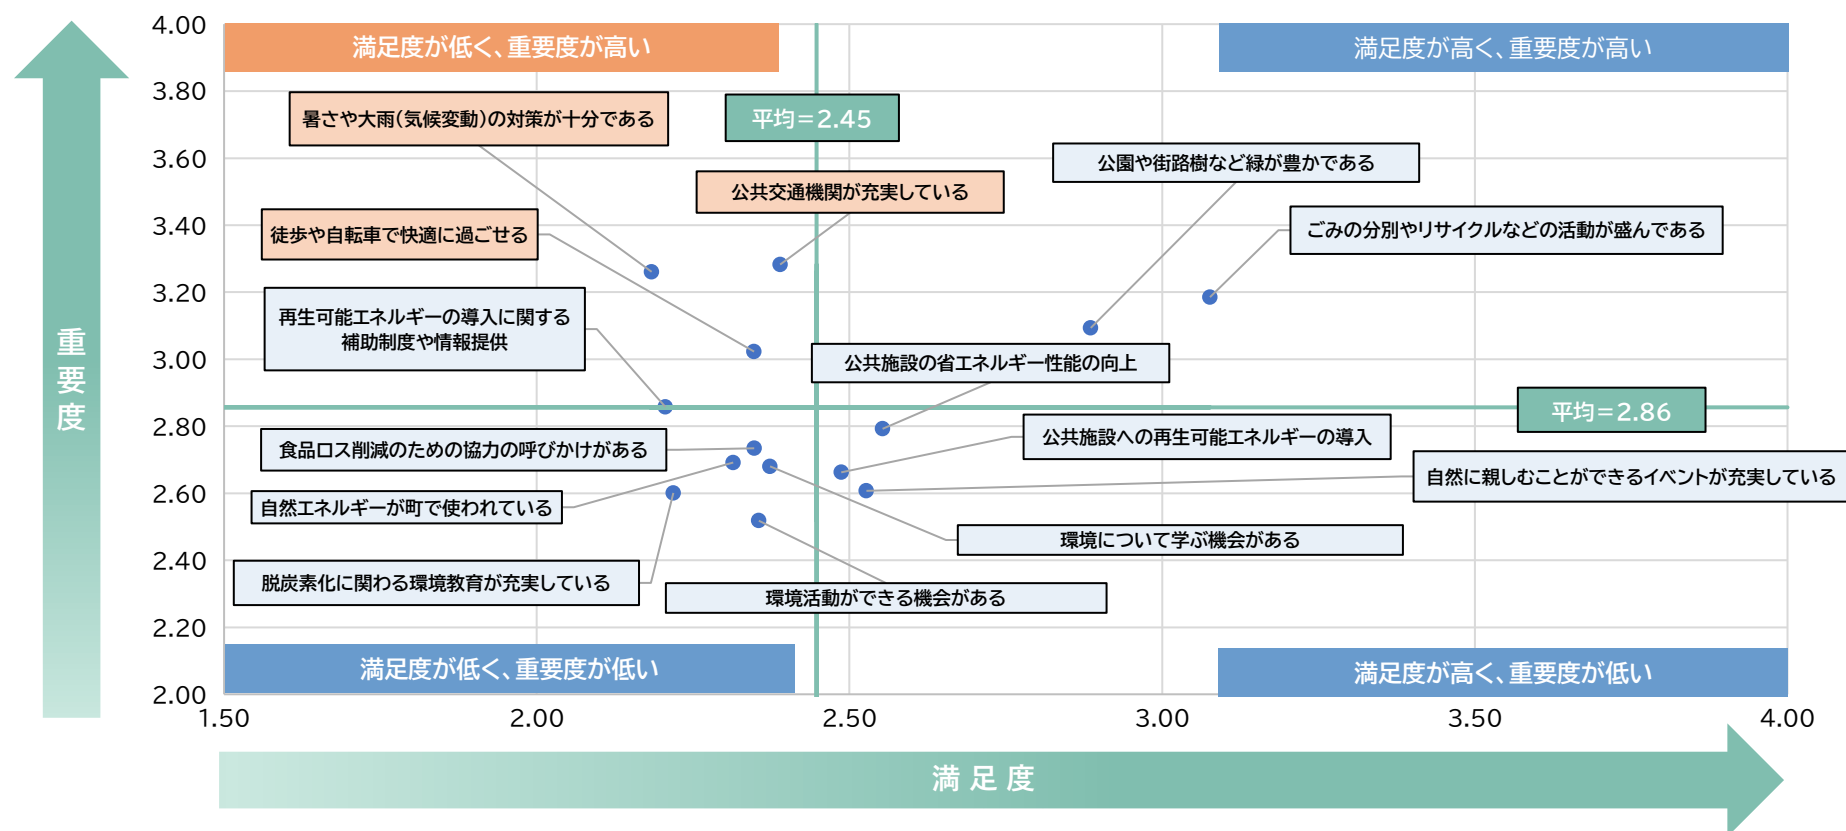 4.00
満足度が低く、重要度が高い
満足度が高く、重要度が高い
3.80
暑さや大雨(気候変動)の対策が十分である
平均＝2.45
3.60
公園や街路樹など緑が豊かである
公共交通機関が充実している
3.40
徒歩や自転車で快適に過ごせる
ごみの分別やリサイクルなどの活動が盛んである
3.20
再生可能エネルギーの導入に関する
補助制度や情報提供
重要度
3.00
公共施設の省エネルギー性能の向上
平均＝2.86
2.80
食品ロス削減のための協力の呼びかけがある
公共施設への再生可能エネルギーの導入
自然に親しむことができるイベントが充実している
2.60
自然エネルギーが町で使われている
環境について学ぶ機会がある
2.40
脱炭素化に関わる環境教育が充実している
環境活動ができる機会がある
2.20
満足度が低く、重要度が低い
満足度が高く、重要度が低い
2.00
1.50
2.00
2.50
3.00
3.50
4.00
満足度